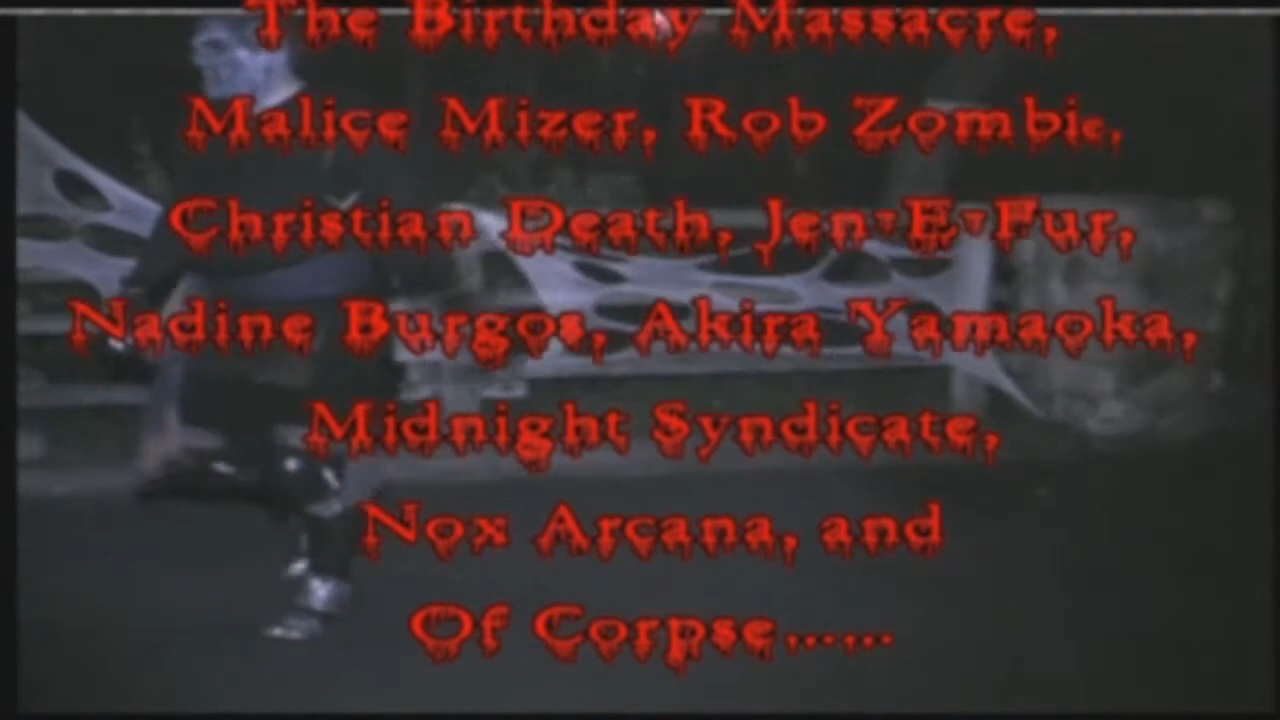 The Birthday Massacre,
Malice Mizer, Rob Zombie,
Christian Death, Jen-E-Fur,
Nadine Burgos, Akira Yamaoka,
Midnight Syndicate,
Nox Arcana, and
Of Corpse......